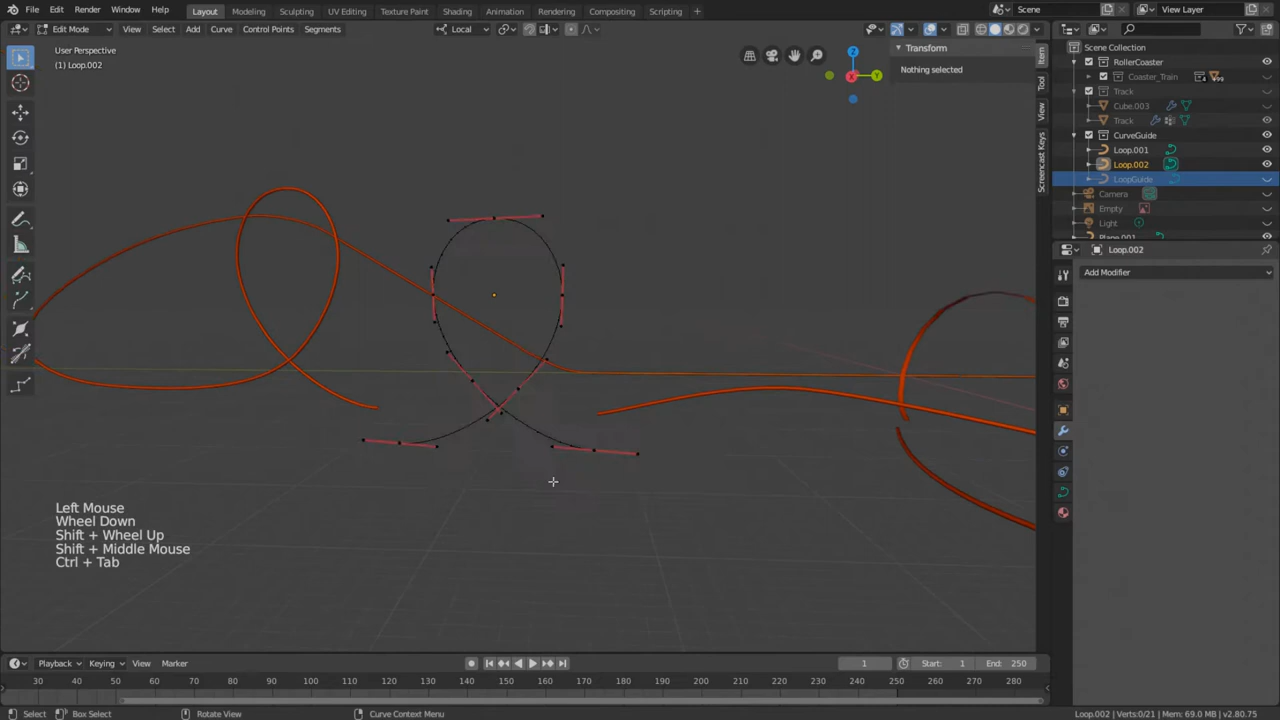 File Edit Render Window Help
Layout Modeling Sculpting UV Editing Texture Paint Shading Animation Rendering Compositing Scripting +
Scene View Layer
Edit Mode View Select Add Curve Control Points Segments Local
User Perspective
(1) Loop.002
Transform
Nothing selected
Item
Tool
View
Screencast Keys
Z
X
Y
Scene Collection
RollerCoaster
Coaster_Train
Track
Cube.003
Track
CurveGuide
Loop.001
Loop.002
LoopGuide
Camera
Empty
Light
Plane.001
Loop.002
Add Modifier
Left Mouse
Wheel Down
Shift + Wheel Up
Shift + Middle Mouse
Ctrl + Tab
Playback Keying View Marker 1 Start: 1 End: 250
30 40 50 60 70 80 90 100 110 120 130 140 150 160 170 180 190 200 210 220 230 240 250 260 270 280
Select Box Select Rotate View Curve Context Menu Loop.002 | Verts:0/21 | Mem: 69.0 MB | v2.80.75